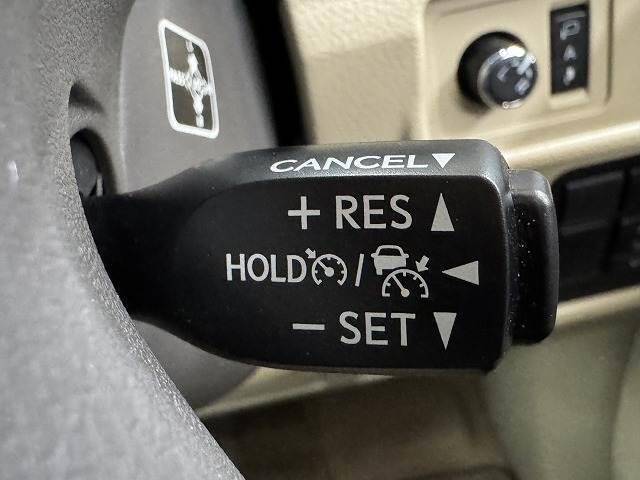 CANCEL▼
+ RES ▲
HOLD / ◄
− SET ▼
P
A